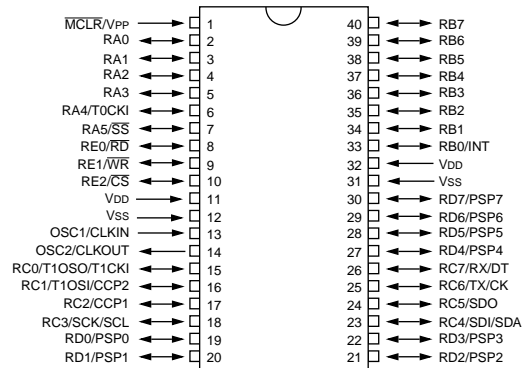 MCLR/VPP 1 40 RB7
RA0 2 39 RB6
RA1 3 38 RB5
RA2 4 37 RB4
RA3 5 36 RB3
RA4/T0CKI 6 35 RB2
RA5/SS 7 34 RB1
RE0/RD 8 33 RB0/INT
RE1/WR 9 32 VDD
RE2/CS 10 31 VSS
VDD 11 30 RD7/PSP7
VSS 12 29 RD6/PSP6
OSC1/CLKIN 13 28 RD5/PSP5
OSC2/CLKOUT 14 27 RD4/PSP4
RC0/T1OSO/T1CKI 15 26 RC7/RX/DT
RC1/T1OSI/CCP2 16 25 RC6/TX/CK
RC2/CCP1 17 24 RC5/SDO
RC3/SCK/SCL 18 23 RC4/SDI/SDA
RD0/PSP0 19 22 RD3/PSP3
RD1/PSP1 20 21 RD2/PSP2